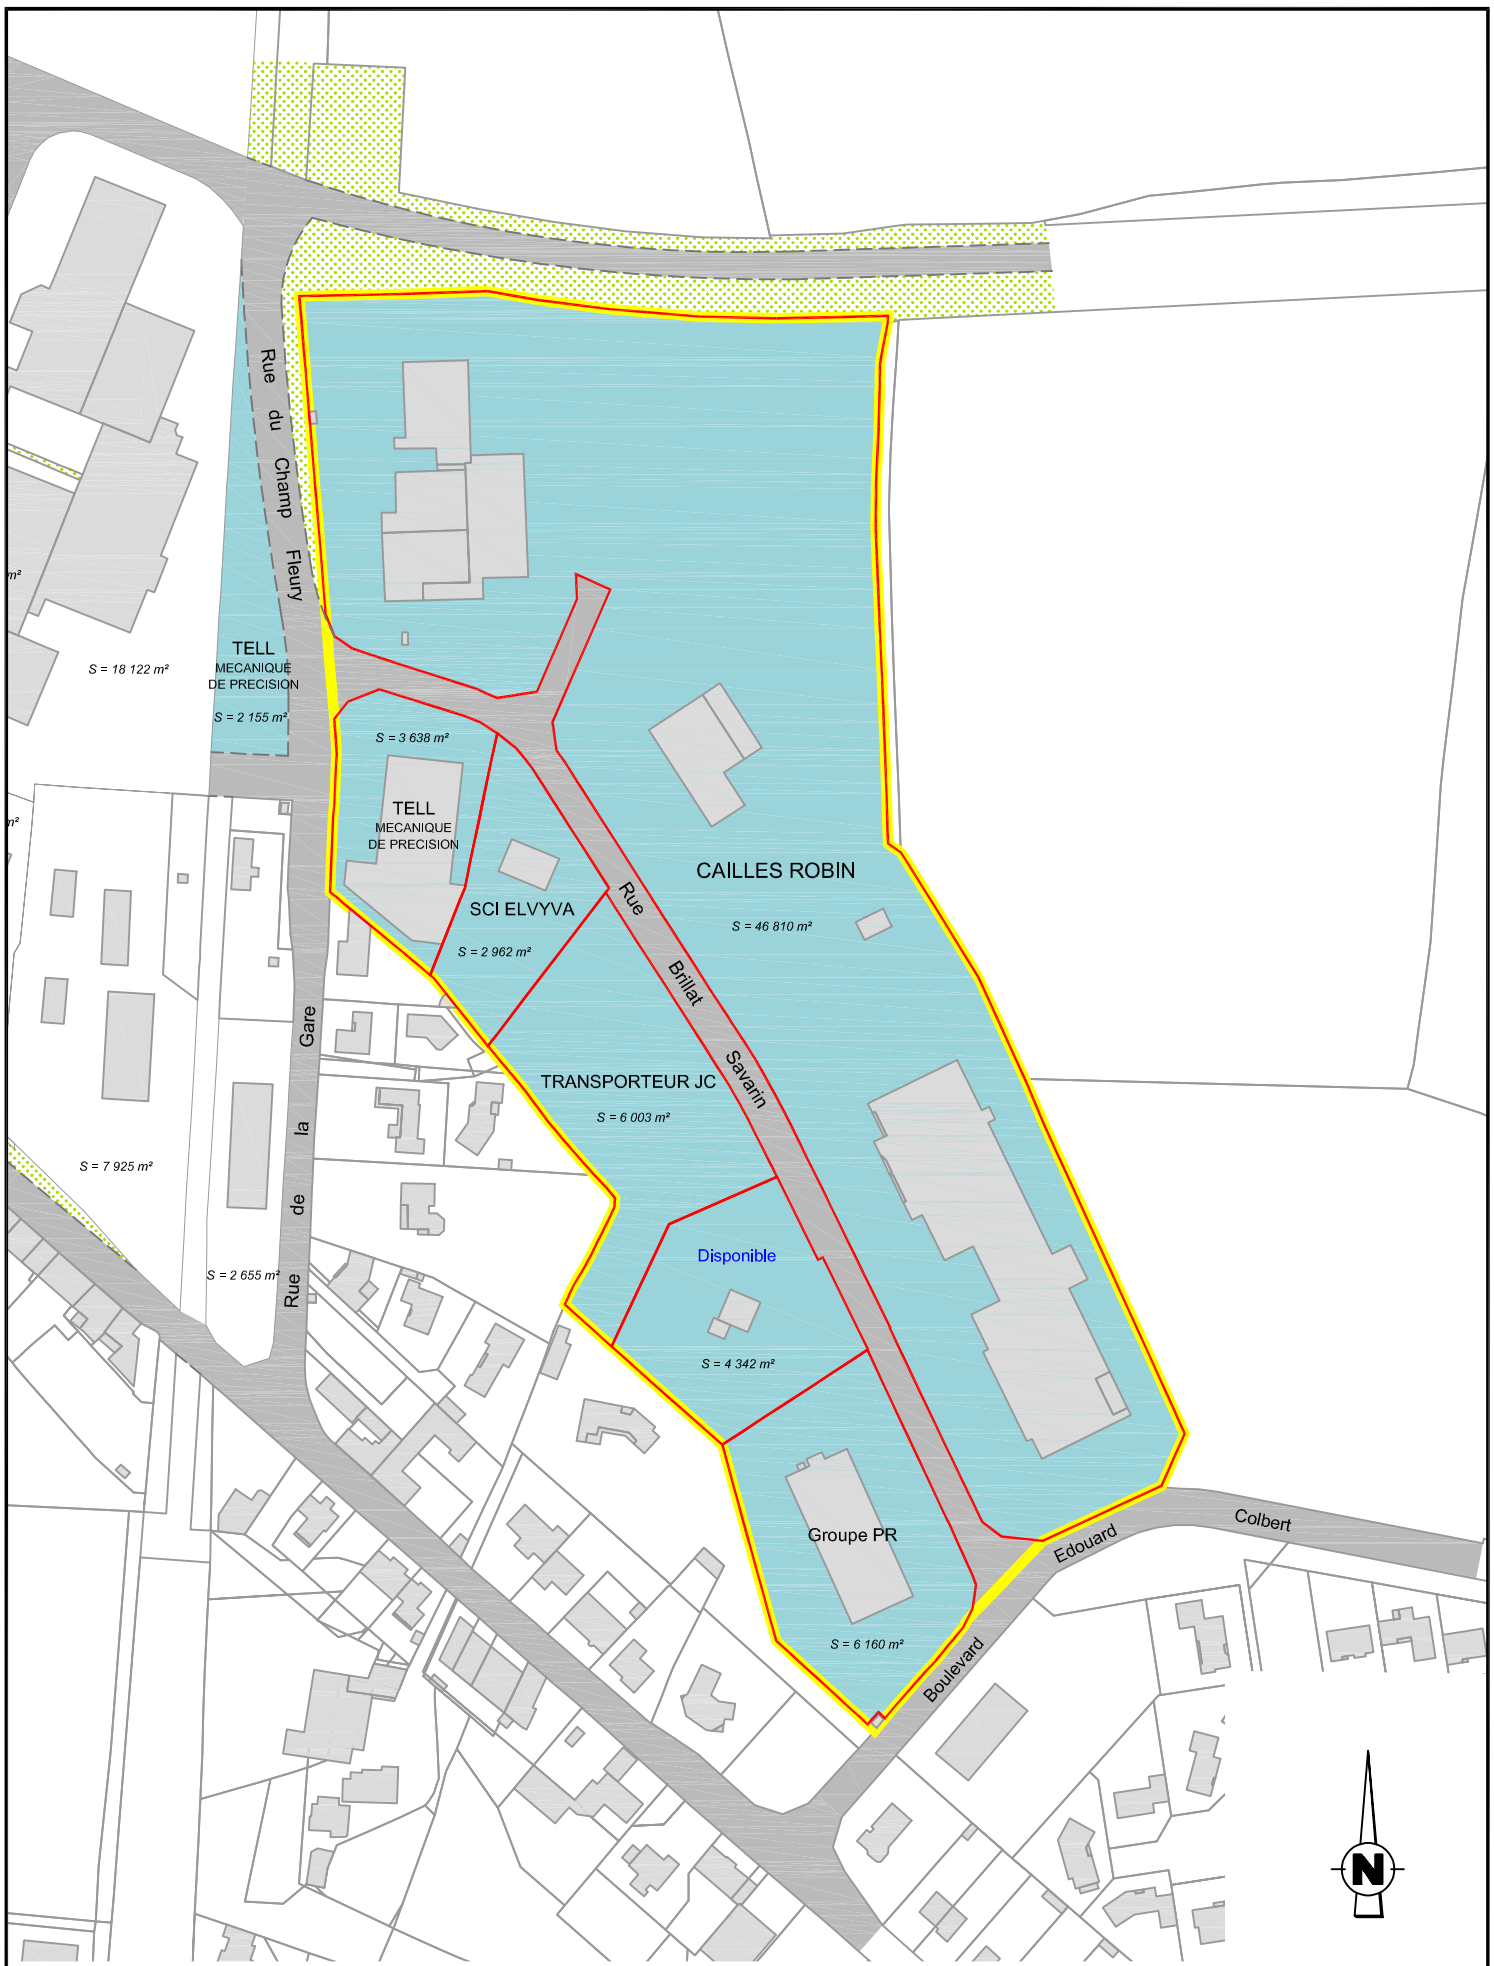 Rue du Champ Fleury
m²
TELL
MECANIQUE
DE PRECISION
S = 18 122 m²
S = 2 155 m²
S = 3 638 m²
TELL
MECANIQUE
DE PRECISION
m²
CAILLES ROBIN
S = 46 810 m²
SCI ELVYVA
S = 2 962 m²
Rue Brillat Savarin
Rue de la Gare
TRANSPORTEUR JC
S = 6 003 m²
S = 7 925 m²
Disponible
S = 2 655 m²
S = 4 342 m²
Groupe PR
S = 6 160 m²
Boulevard Edouard Colbert
N